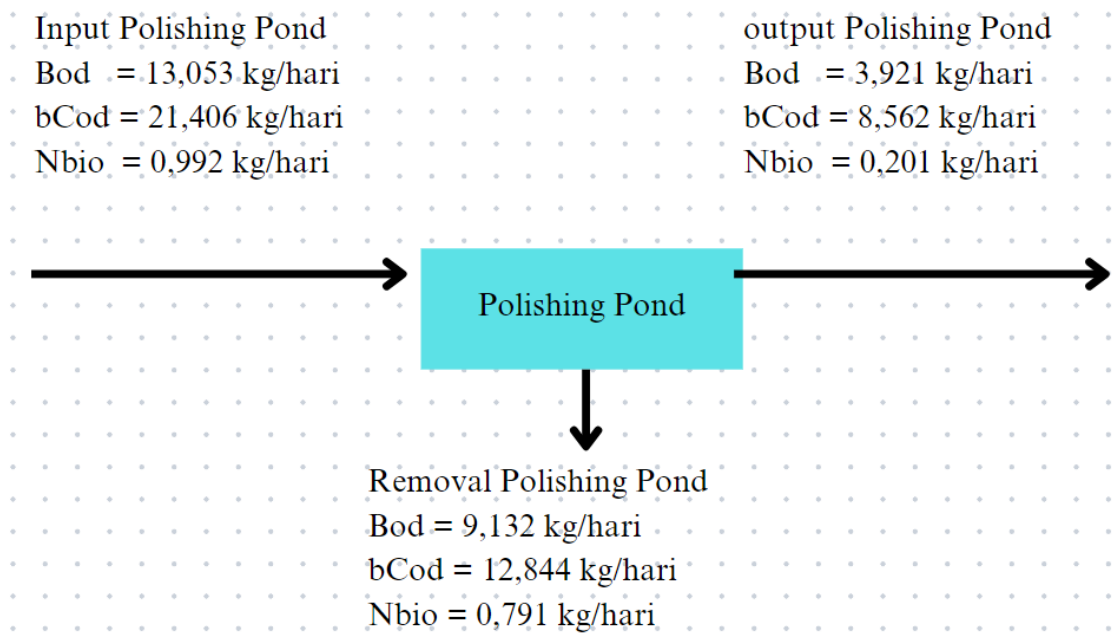 Input Polishing Pond
Bod = 13,053 kg/hari
bCod = 21,406 kg/hari
Nbio = 0,992 kg/hari
output Polishing Pond
Bod = 3,921 kg/hari
bCod = 8,562 kg/hari
Nbio = 0,201 kg/hari
Polishing Pond
Removal Polishing Pond
Bod = 9,132 kg/hari
bCod = 12,844 kg/hari
Nbio = 0,791 kg/hari